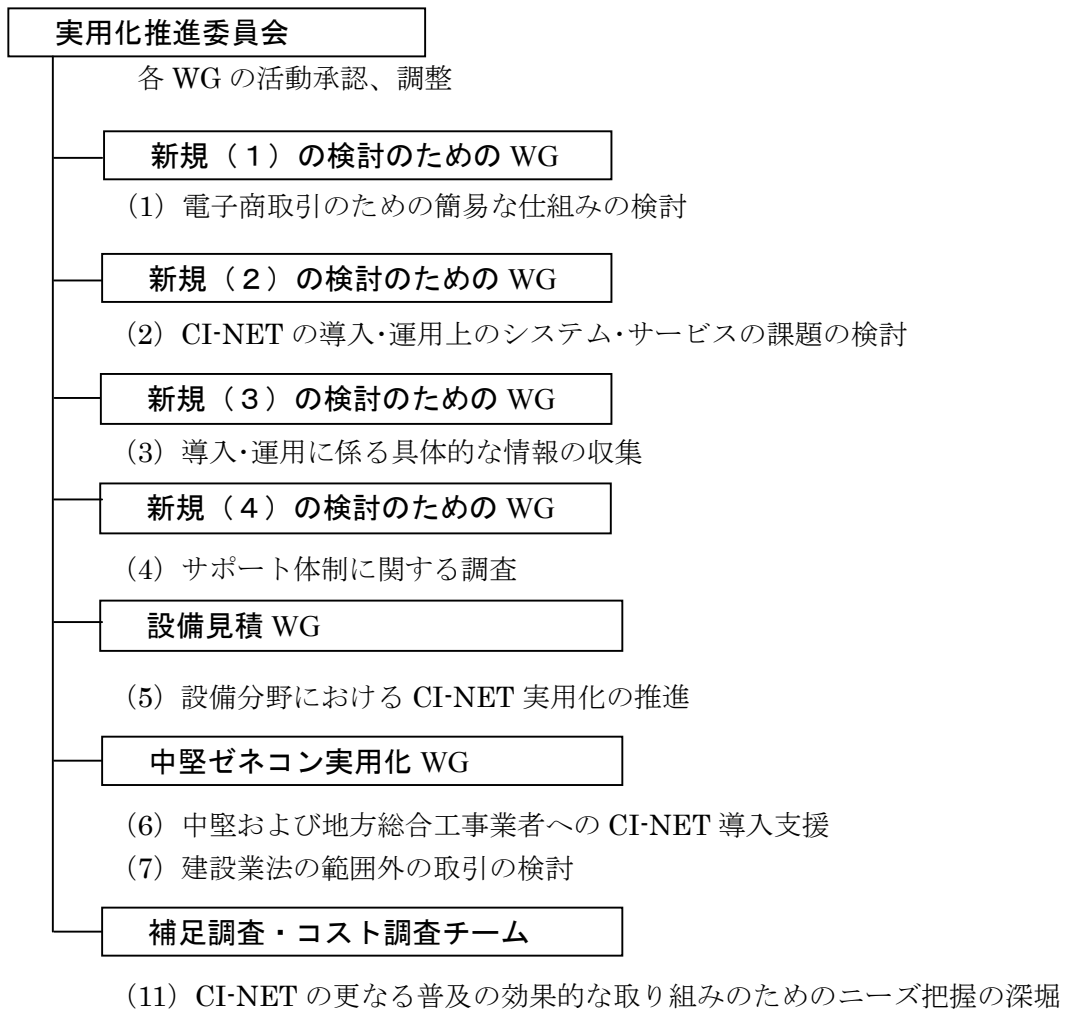 実用化推進委員会
各 WG の活動承認、調整
新規（１）の検討のための WG
（1）電子商取引のための簡易な仕組みの検討
新規（２）の検討のための WG
（2）CI-NET の導入･運用上のシステム･サービスの課題の検討
新規（３）の検討のための WG
（3）導入･運用に係る具体的な情報の収集
新規（４）の検討のための WG
（4）サポート体制に関する調査
設備見積 WG
（5）設備分野における CI-NET 実用化の推進
中堅ゼネコン実用化 WG
（6）中堅および地方総合工事業者への CI-NET 導入支援
（7）建設業法の範囲外の取引の検討
補足調査・コスト調査チーム
（11）CI-NET の更なる普及の効果的な取り組みのためのニーズ把握の深堀